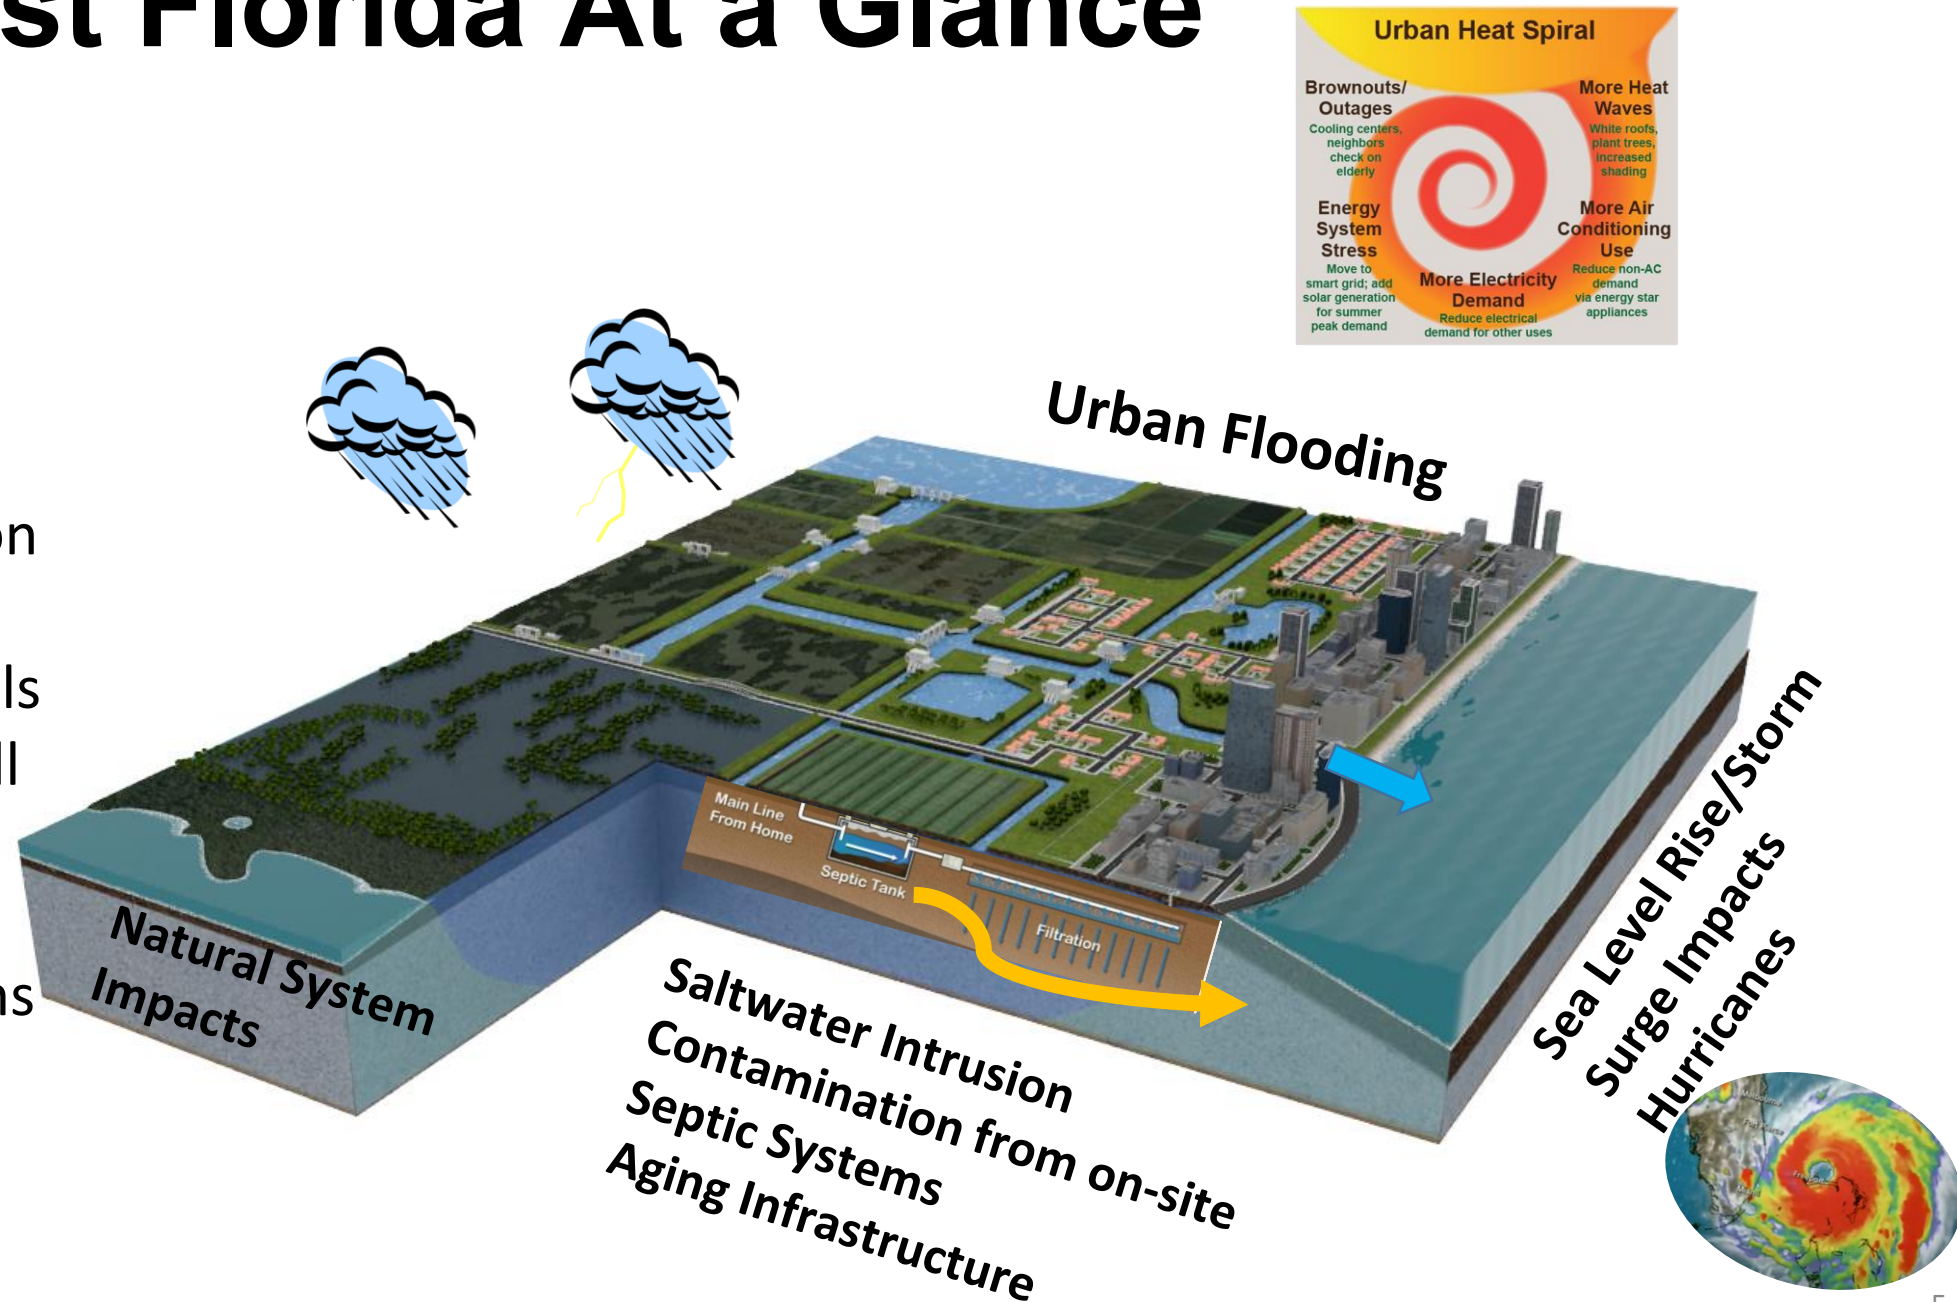 st Florida At a Glance
Urban Heat Spiral
Brownouts/
Outages
Cooling centers,
neighbors
check on
elderly
More Heat
Waves
White roofs,
plant trees,
increased
shading
Energy
System
Stress
Move to
smart grid; add
solar generation
for summer
peak demand
More Electricity
Demand
Reduce electrical
demand for other uses
More Air
Conditioning
Use
Reduce non-AC
demand
via energy star
appliances
Urban Flooding
on
ls
ll
ns
Main Line
From Home
Septic Tank
Filtration
Natural System
Impacts
Saltwater Intrusion
Contamination from on-site
Septic Systems
Aging Infrastructure
Sea Level Rise/Storm
Surge Impacts
Hurricanes
Melbourne